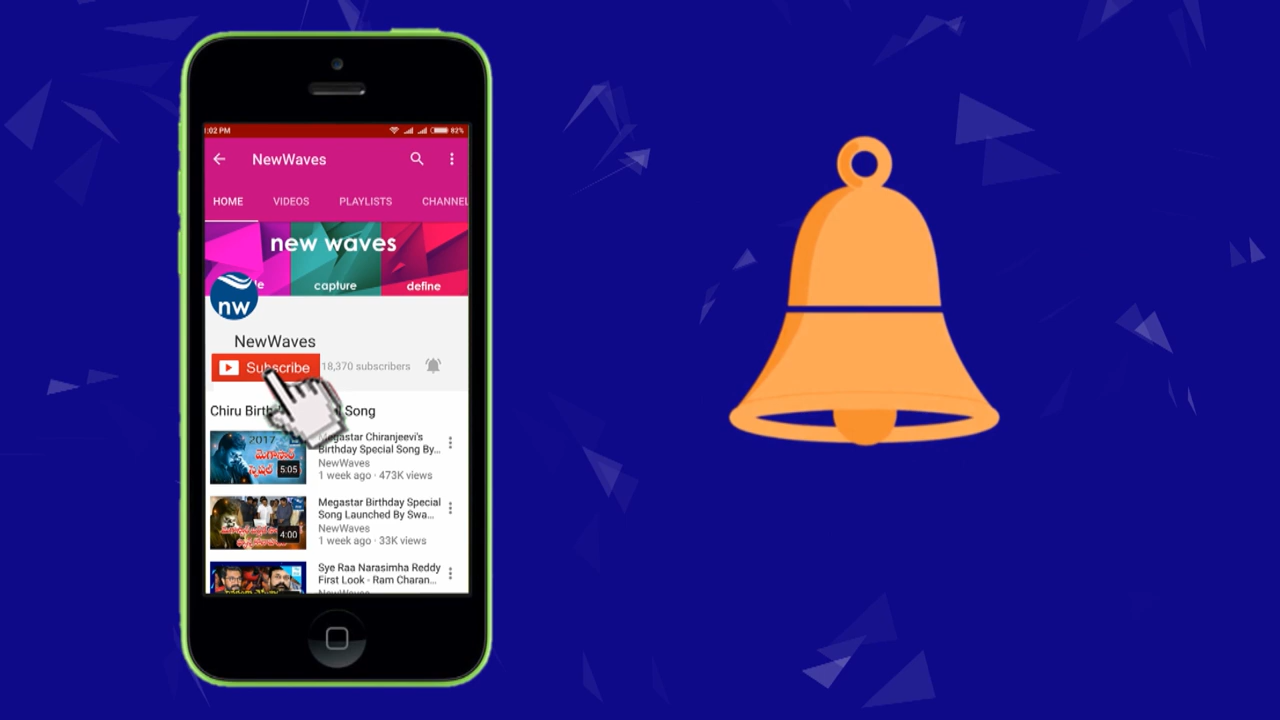 1:02 PM
82%
NewWaves
HOME VIDEOS PLAYLISTS CHANNEL
new waves
le capture define
nw
NewWaves
Subscribe 18,370 subscribers
Chiru Birth l Song
2017
మెగాస్టార్
స్పెషల్
5:05
Megastar Chiranjeevi's
Birthday Special Song By...
NewWaves
1 week ago · 473K views
4:00
Megastar Birthday Special
Song Launched By Swa...
NewWaves
1 week ago · 33K views
Sye Raa Narasimha Reddy
First Look - Ram Charan...
NewWaves